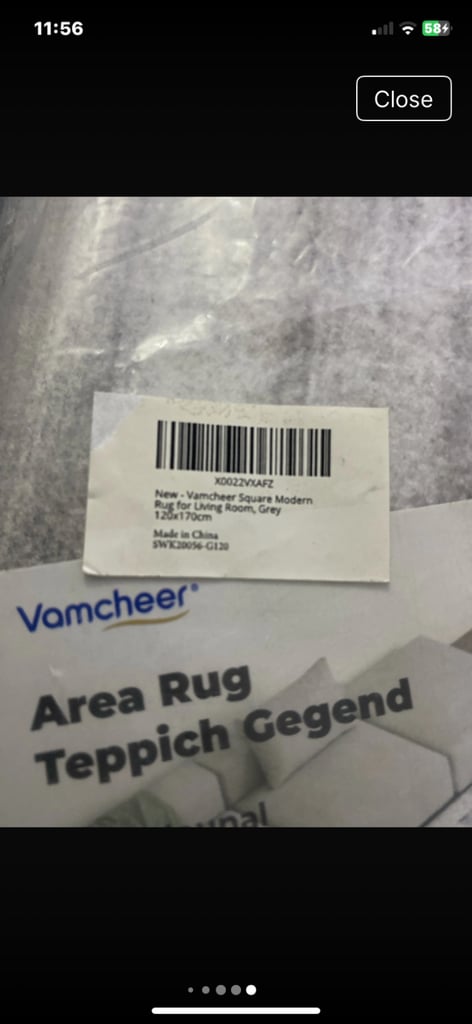 11:56
58
Close
X0022VXAFZ
New - Vamcheer Square Modern
Rug for Living Room, Grey
120x170cm
Made in China
SWK20056-G120
Vamcheer®
Area Rug
Teppich Gegend